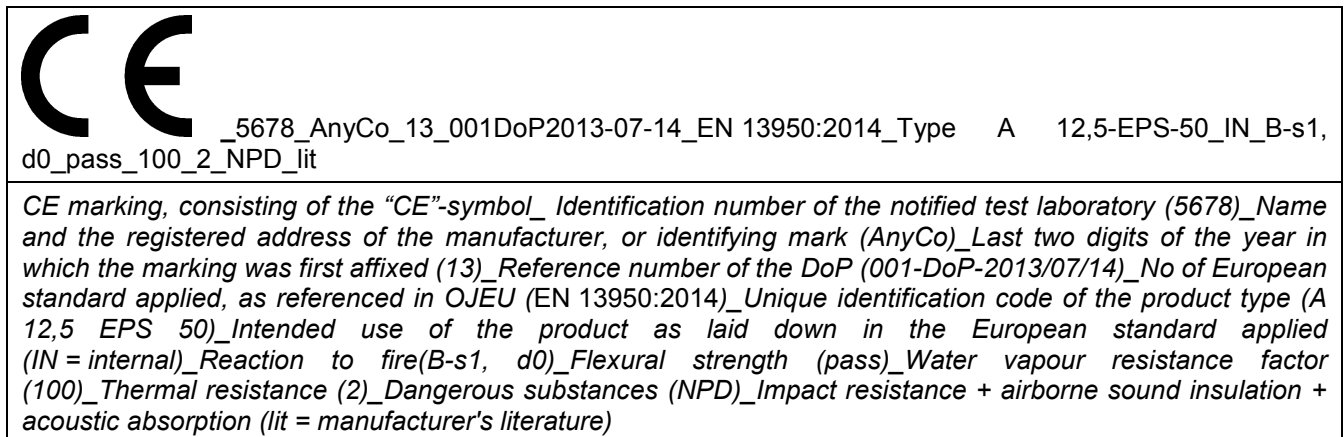 CE _5678_AnyCo_13_001DoP2013-07-14_EN 13950:2014_Type A 12,5-EPS-50_IN_B-s1,
d0_pass_100_2_NPD_lit
CE marking, consisting of the “CE”-symbol_ Identification number of the notified test laboratory (5678)_Name
and the registered address of the manufacturer, or identifying mark (AnyCo)_Last two digits of the year in
which the marking was first affixed (13)_Reference number of the DoP (001-DoP-2013/07/14)_No of European
standard applied, as referenced in OJEU (EN 13950:2014)_Unique identification code of the product type (A
12,5 EPS 50)_Intended use of the product as laid down in the European standard applied
(IN = internal)_Reaction to fire(B-s1, d0)_Flexural strength (pass)_Water vapour resistance factor
(100)_Thermal resistance (2)_Dangerous substances (NPD)_Impact resistance + airborne sound insulation +
acoustic absorption (lit = manufacturer's literature)